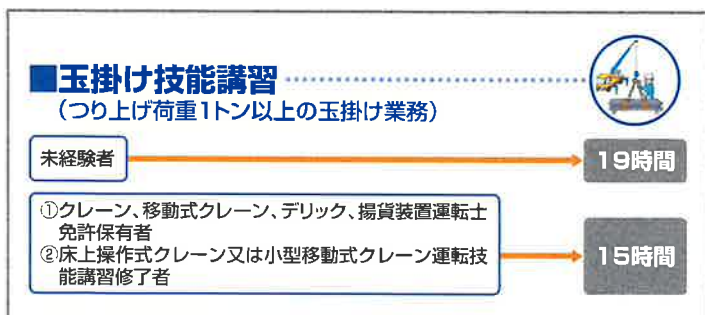 ■玉掛け技能講習
(つり上げ荷重1トン以上の玉掛け業務)
未経験者
19時間
①クレーン、移動式クレーン、デリック、揚貨装置運転士
免許保有者
②床上操作式クレーン又は小型移動式クレーン運転技
能講習修了者
15時間